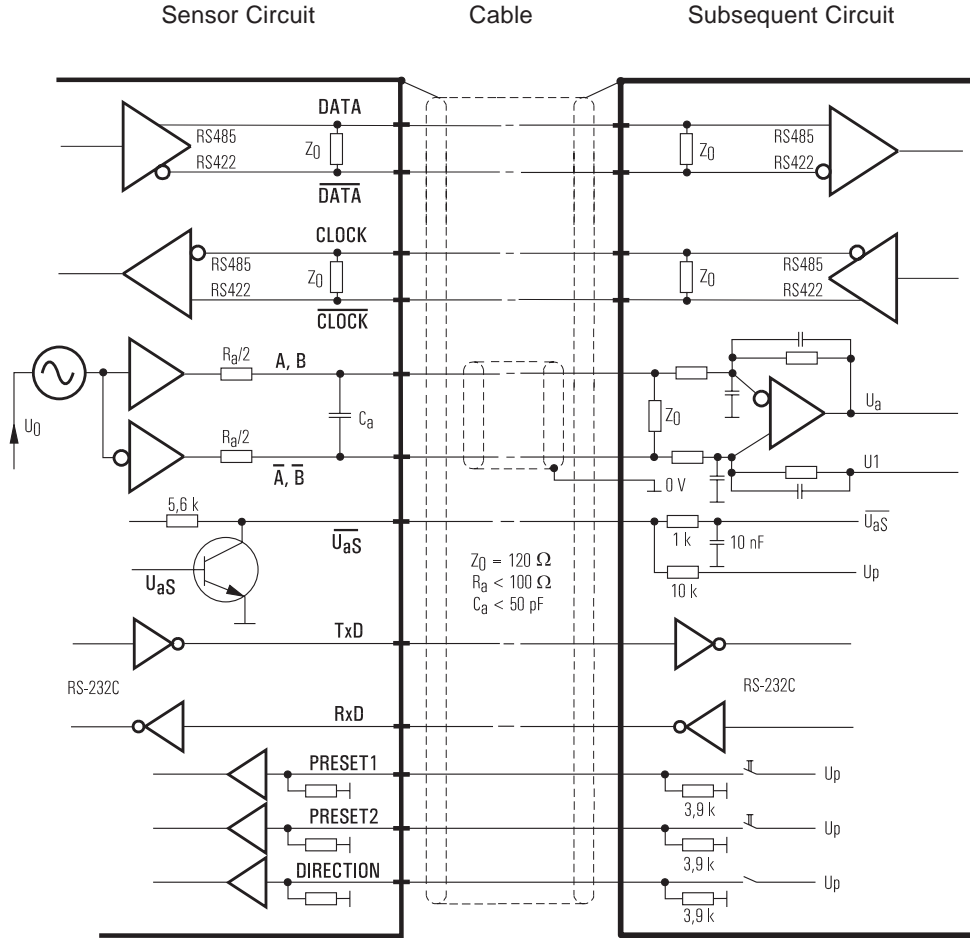 Sensor Circuit Cable Subsequent Circuit
DATA
RS485
Z0
RS422
DATA
RS485
Z0
RS422
CLOCK
RS485
Z0
RS422
CLOCK
RS485
Z0
RS422
U0
Ra/2
A, B
Ca
Ra/2
A, B
Z0
Ua
U1
0 V
5,6 k
UaS
UaS
Z0 = 120 Ω
Ra < 100 Ω
Ca < 50 pF
1 k
10 nF
UaS
10 k
Up
TxD
RS-232C
RS-232C
RxD
PRESET1
Up
3,9 k
PRESET2
Up
3,9 k
DIRECTION
Up
3,9 k